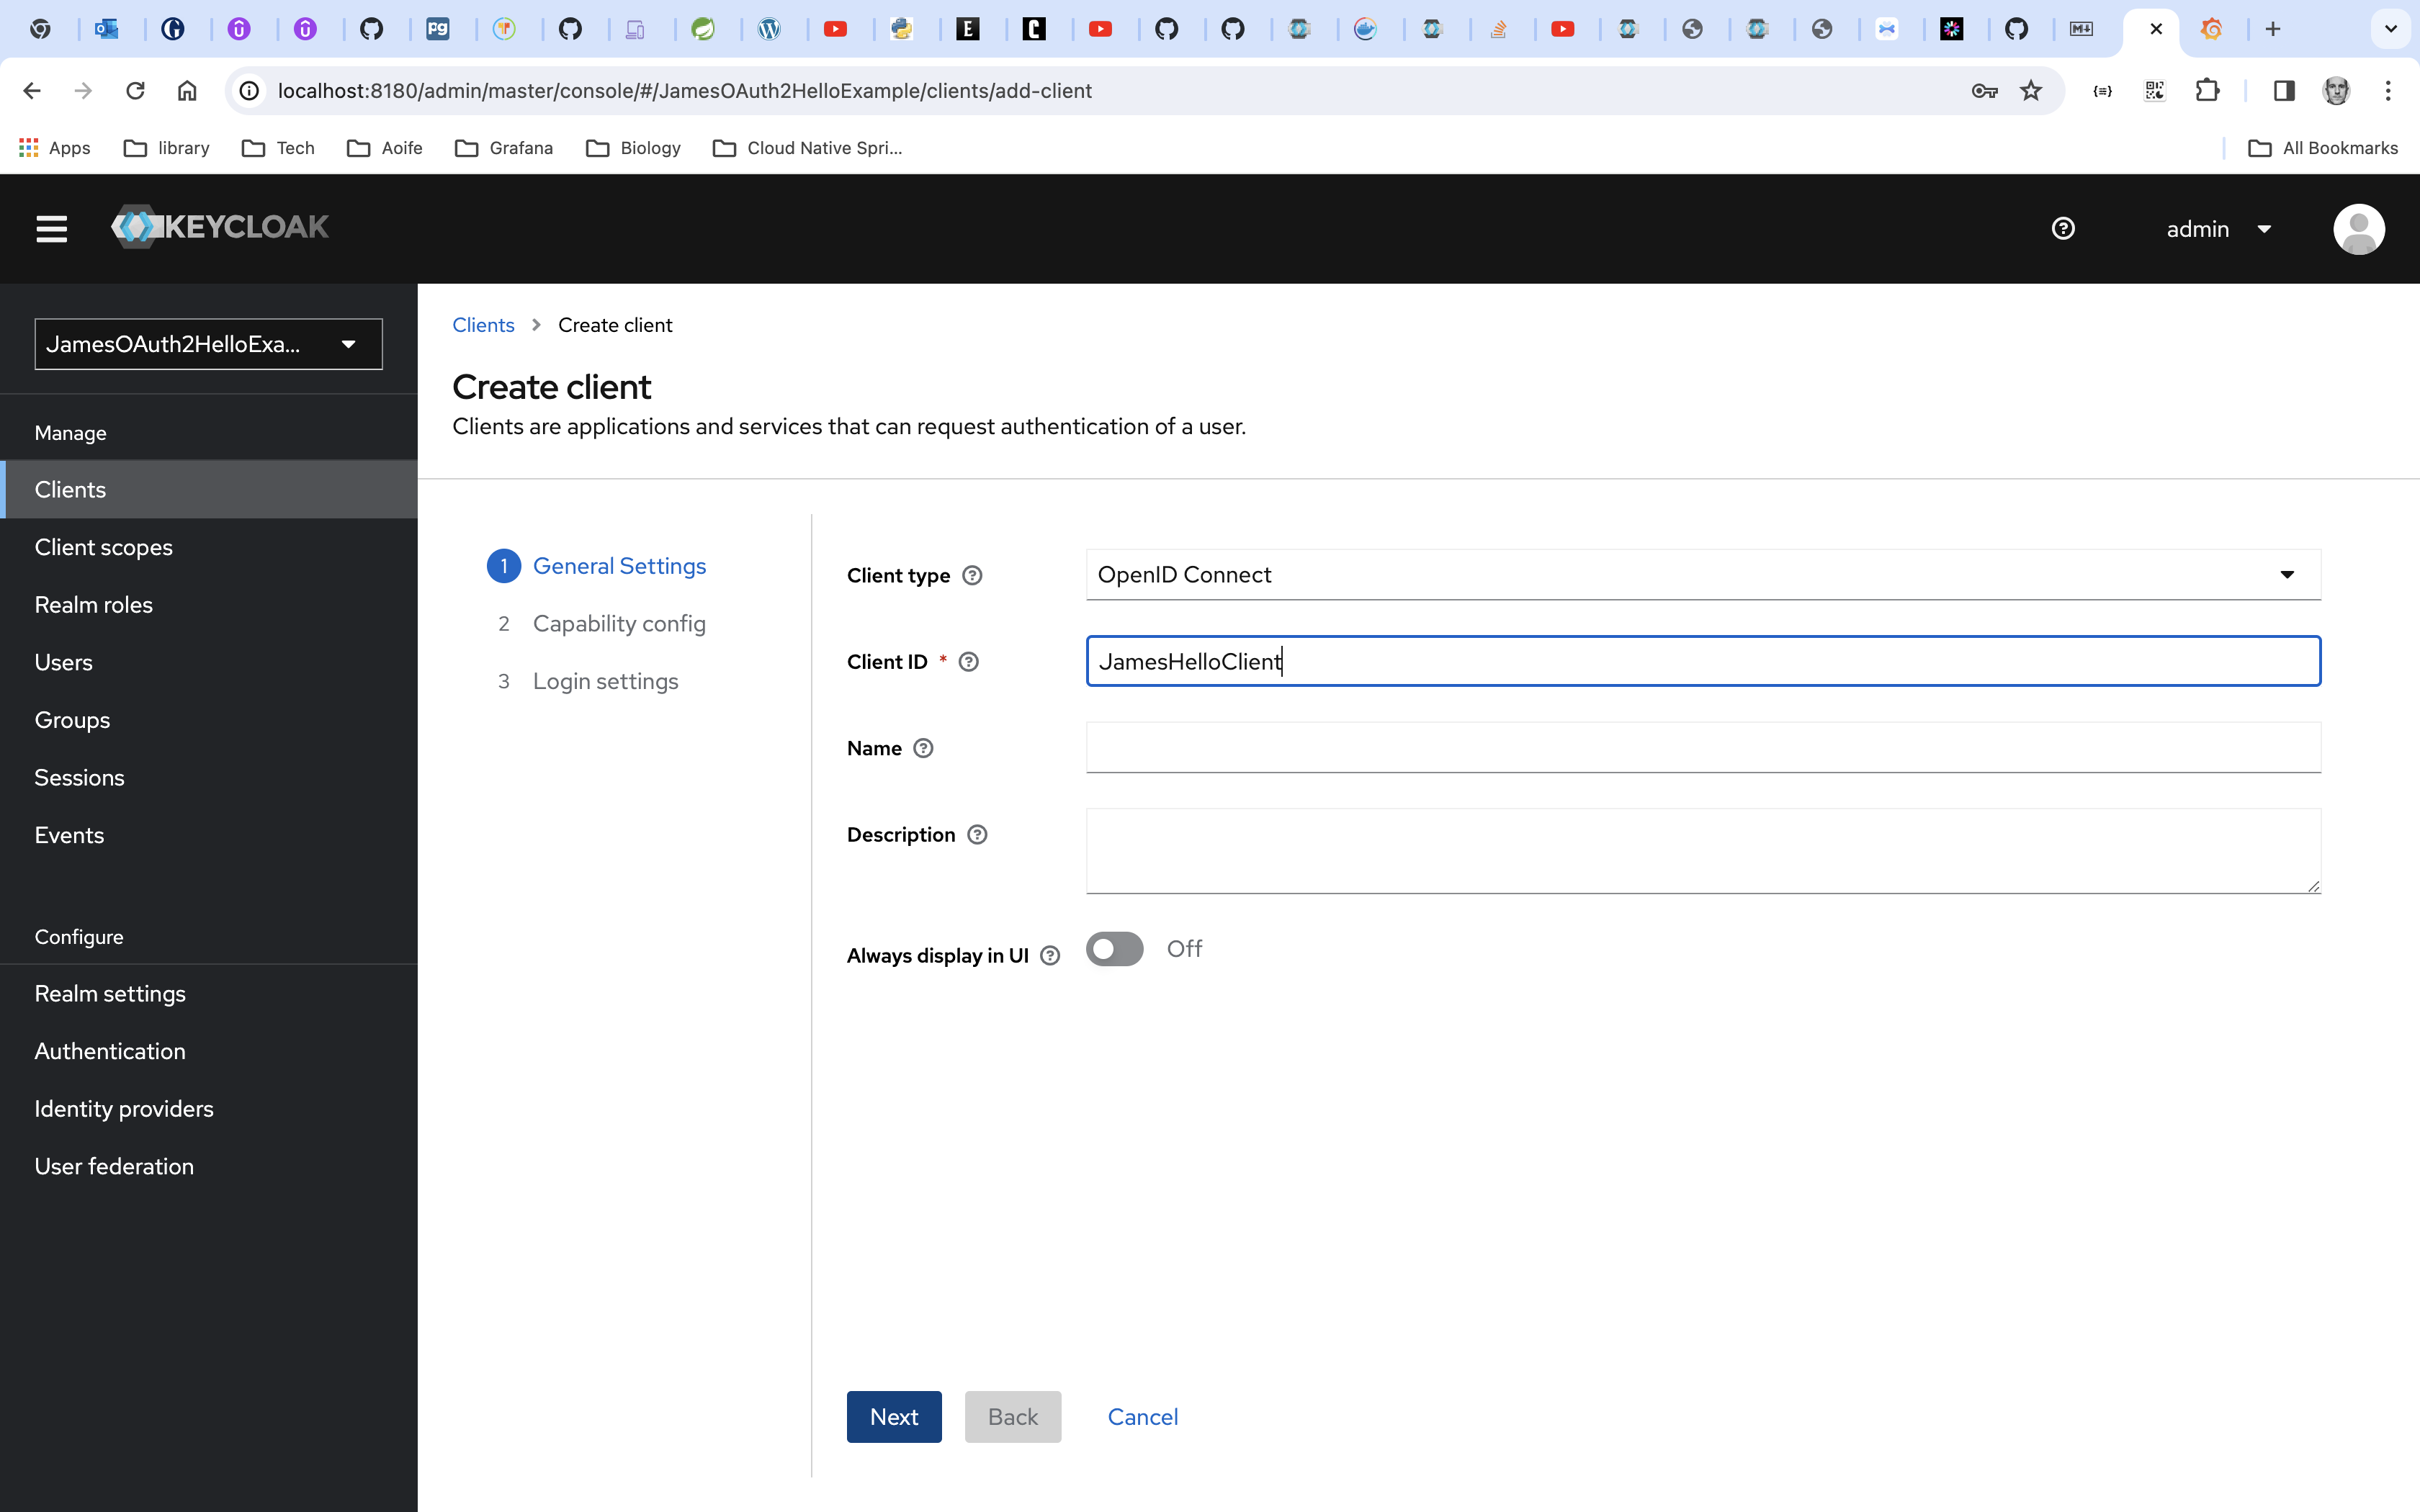 localhost:8180/admin/master/console/#/JamesOAuth2HelloExample/clients/add-client
Apps library Tech Aoife Grafana Biology Cloud Native Spri... All Bookmarks
KEYCLOAK admin
JamesOAuth2HelloExa...
Manage
Clients
Client scopes
Realm roles
Users
Groups
Sessions
Events
Configure
Realm settings
Authentication
Identity providers
User federation
Clients > Create client
Create client
Clients are applications and services that can request authentication of a user.
1 General Settings
2 Capability config
3 Login settings
Client type OpenID Connect
Client ID * JamesHelloClient
Name
Description
Always display in UI Off
Next Back Cancel